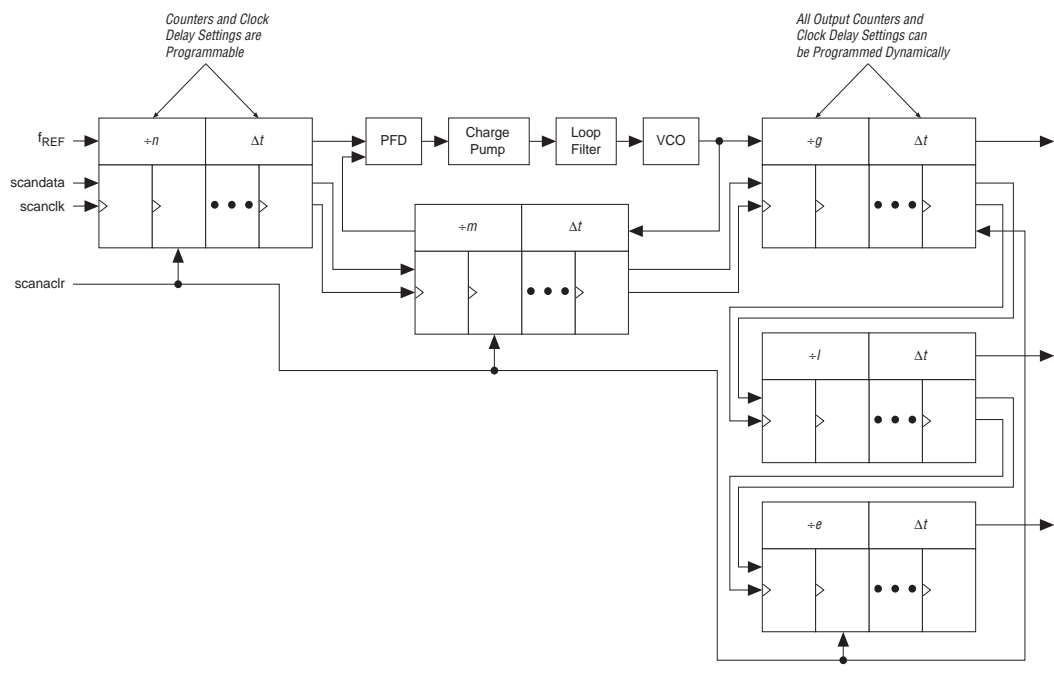 Counters and Clock
Delay Settings are
Programmable
All Output Counters and
Clock Delay Settings can
be Programmed Dynamically
fREF
÷n
Δt
PFD
Charge
Pump
Loop
Filter
VCO
÷g
Δt
scandata
scanclk
÷m
Δt
scanaclr
÷l
Δt
÷e
Δt